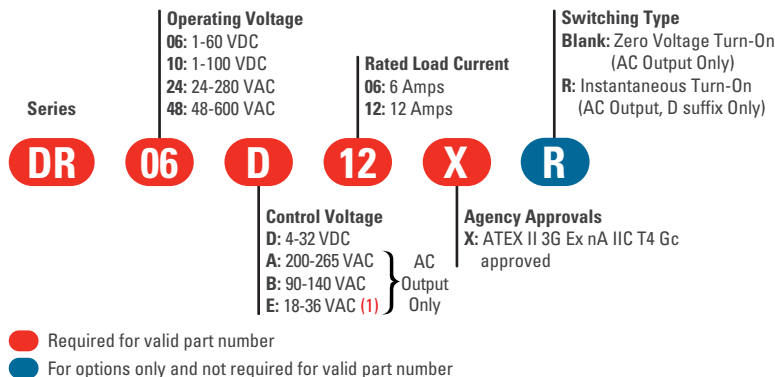 Operating Voltage
06: 1-60 VDC
10: 1-100 VDC
24: 24-280 VAC
48: 48-600 VAC
Rated Load Current
06: 6 Amps
12: 12 Amps
Switching Type
Blank: Zero Voltage Turn-On
(AC Output Only)
R: Instantaneous Turn-On
(AC Output, D suffix Only)
Series
DR 06 D 12 X R
Control Voltage
D: 4-32 VDC
A: 200-265 VAC
B: 90-140 VAC
E: 18-36 VAC (1)
AC
Output
Only
Agency Approvals
X: ATEX II 3G Ex nA IIC T4 Gc
approved
Required for valid part number
For options only and not required for valid part number